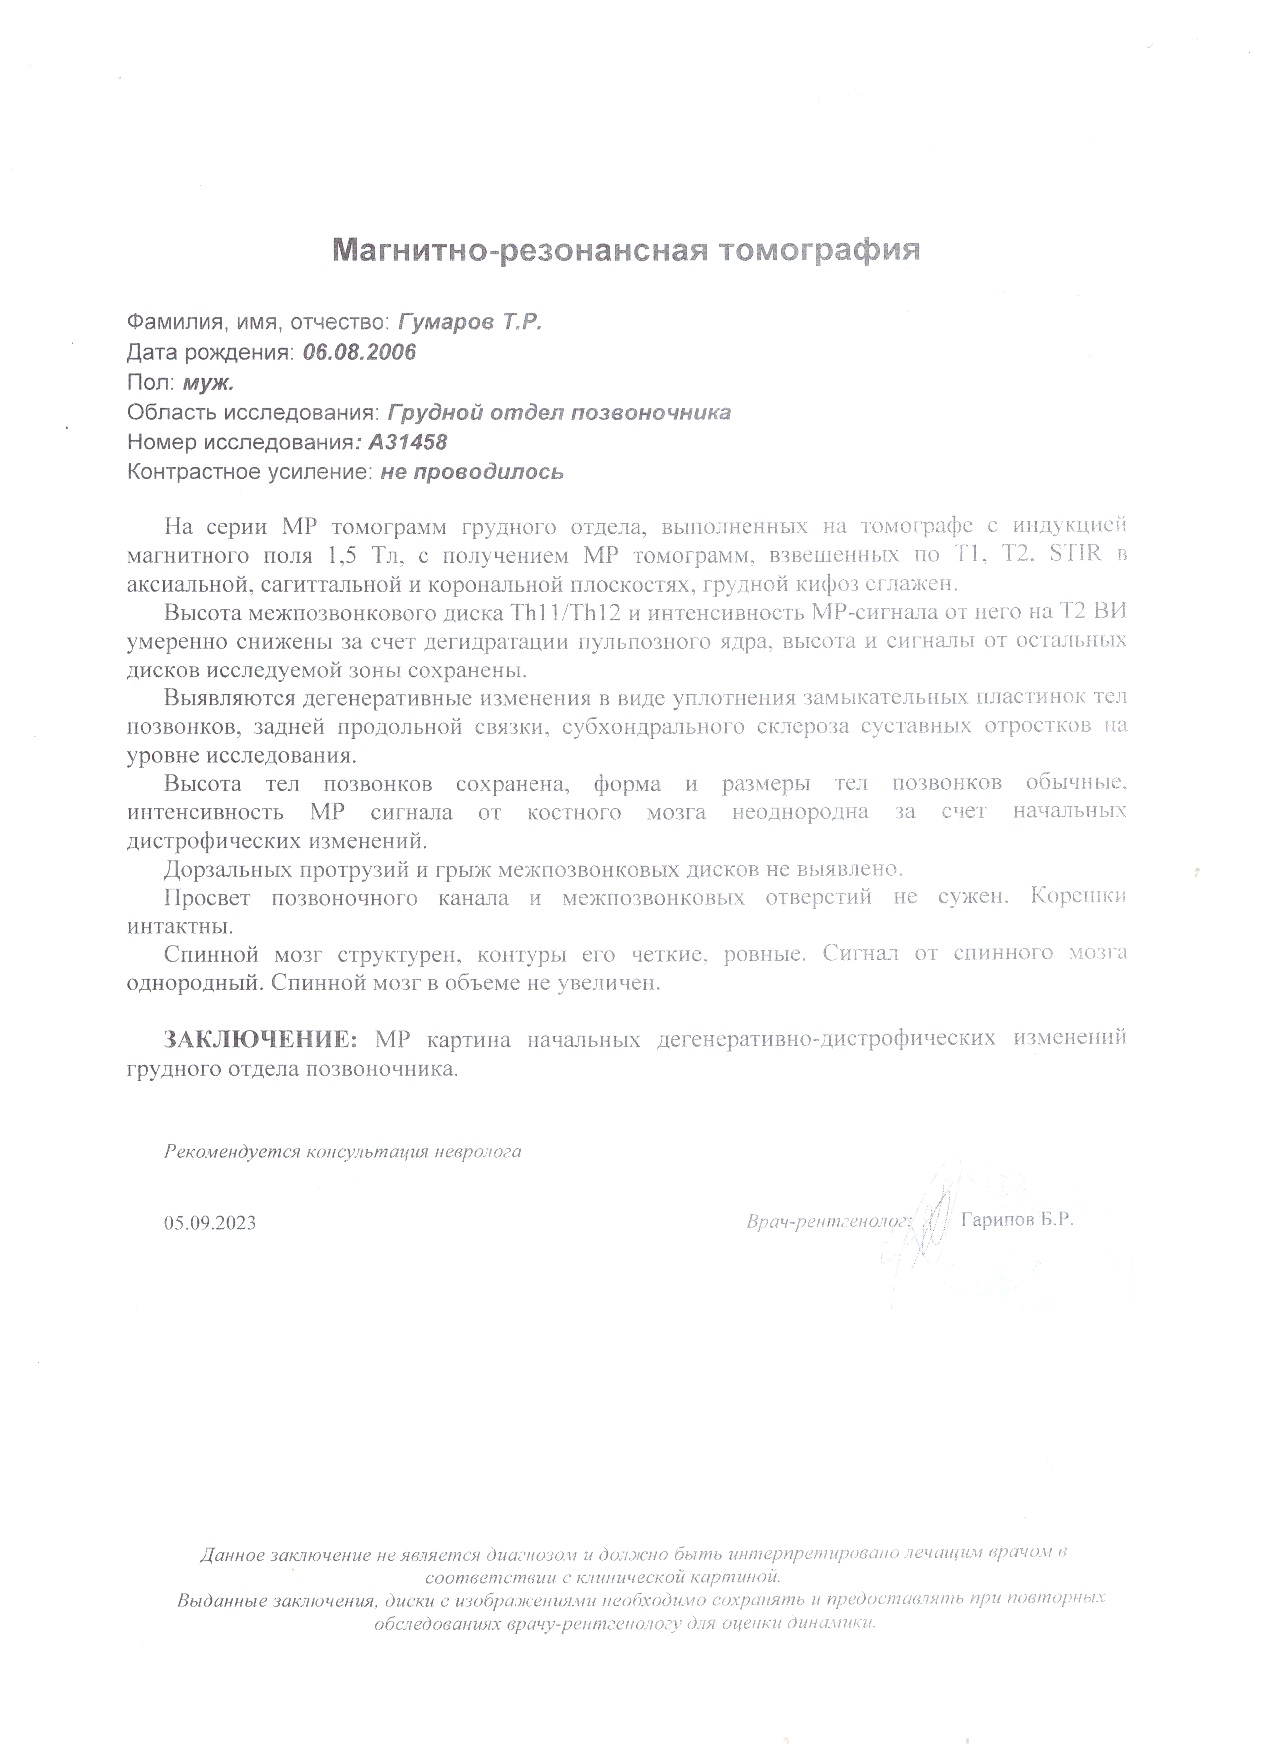 Магнитно-резонансная томография
Фамилия, имя, отчество: Гумаров Т.Р.
Дата рождения: 06.08.2006
Пол: муж.
Область исследования: Грудной отдел позвоночника
Номер исследования: А31458
Контрастное усиление: не проводилось
На серии МР томограмм грудного отдела, выполненных на томографе с индукцией
магнитного поля 1,5 Тл, с получением МР томограмм, взвешенных по Т1, Т2, STIR в
аксиальной, сагиттальной и корональной плоскостях, грудной кифоз сглажен.
Высота межпозвонкового диска Th11/Th12 и интенсивность МР-сигнала от него на Т2 ВИ
умеренно снижены за счет дегидратации пульпозного ядра, высота и сигналы от остальных
дисков исследуемой зоны сохранены.
Выявляются дегенеративные изменения в виде уплотнения замыкательных пластинок тел
позвонков, задней продольной связки, субхондрального склероза суставных отростков на
уровне исследования.
Высота тел позвонков сохранена, форма и размеры тел позвонков обычные,
интенсивность МР сигнала от костного мозга неоднородна за счет начальных
дистрофических изменений.
Дорзальных протрузий и грыж межпозвонковых дисков не выявлено.
Просвет позвоночного канала и межпозвонковых отверстий не сужен. Корешки
интактны.
Спинной мозг структурен, контуры его четкие, ровные. Сигнал от спинного мозга
однородный. Спинной мозг в объеме не увеличен.
ЗАКЛЮЧЕНИЕ: МР картина начальных дегенеративно-дистрофических изменений
грудного отдела позвоночника.
Рекомендуется консультация невролога
05.09.2023 Врач-рентгенолог: Гарипов Б.Р.
Данное заключение не является диагнозом и должно быть интерпретировано лечащим врачом в
соответствии с клинической картиной.
Выданные заключения, диски с изображениями необходимо сохранять и предоставлять при повторных
обследованиях врачу-рентгенологу для оценки динамики.